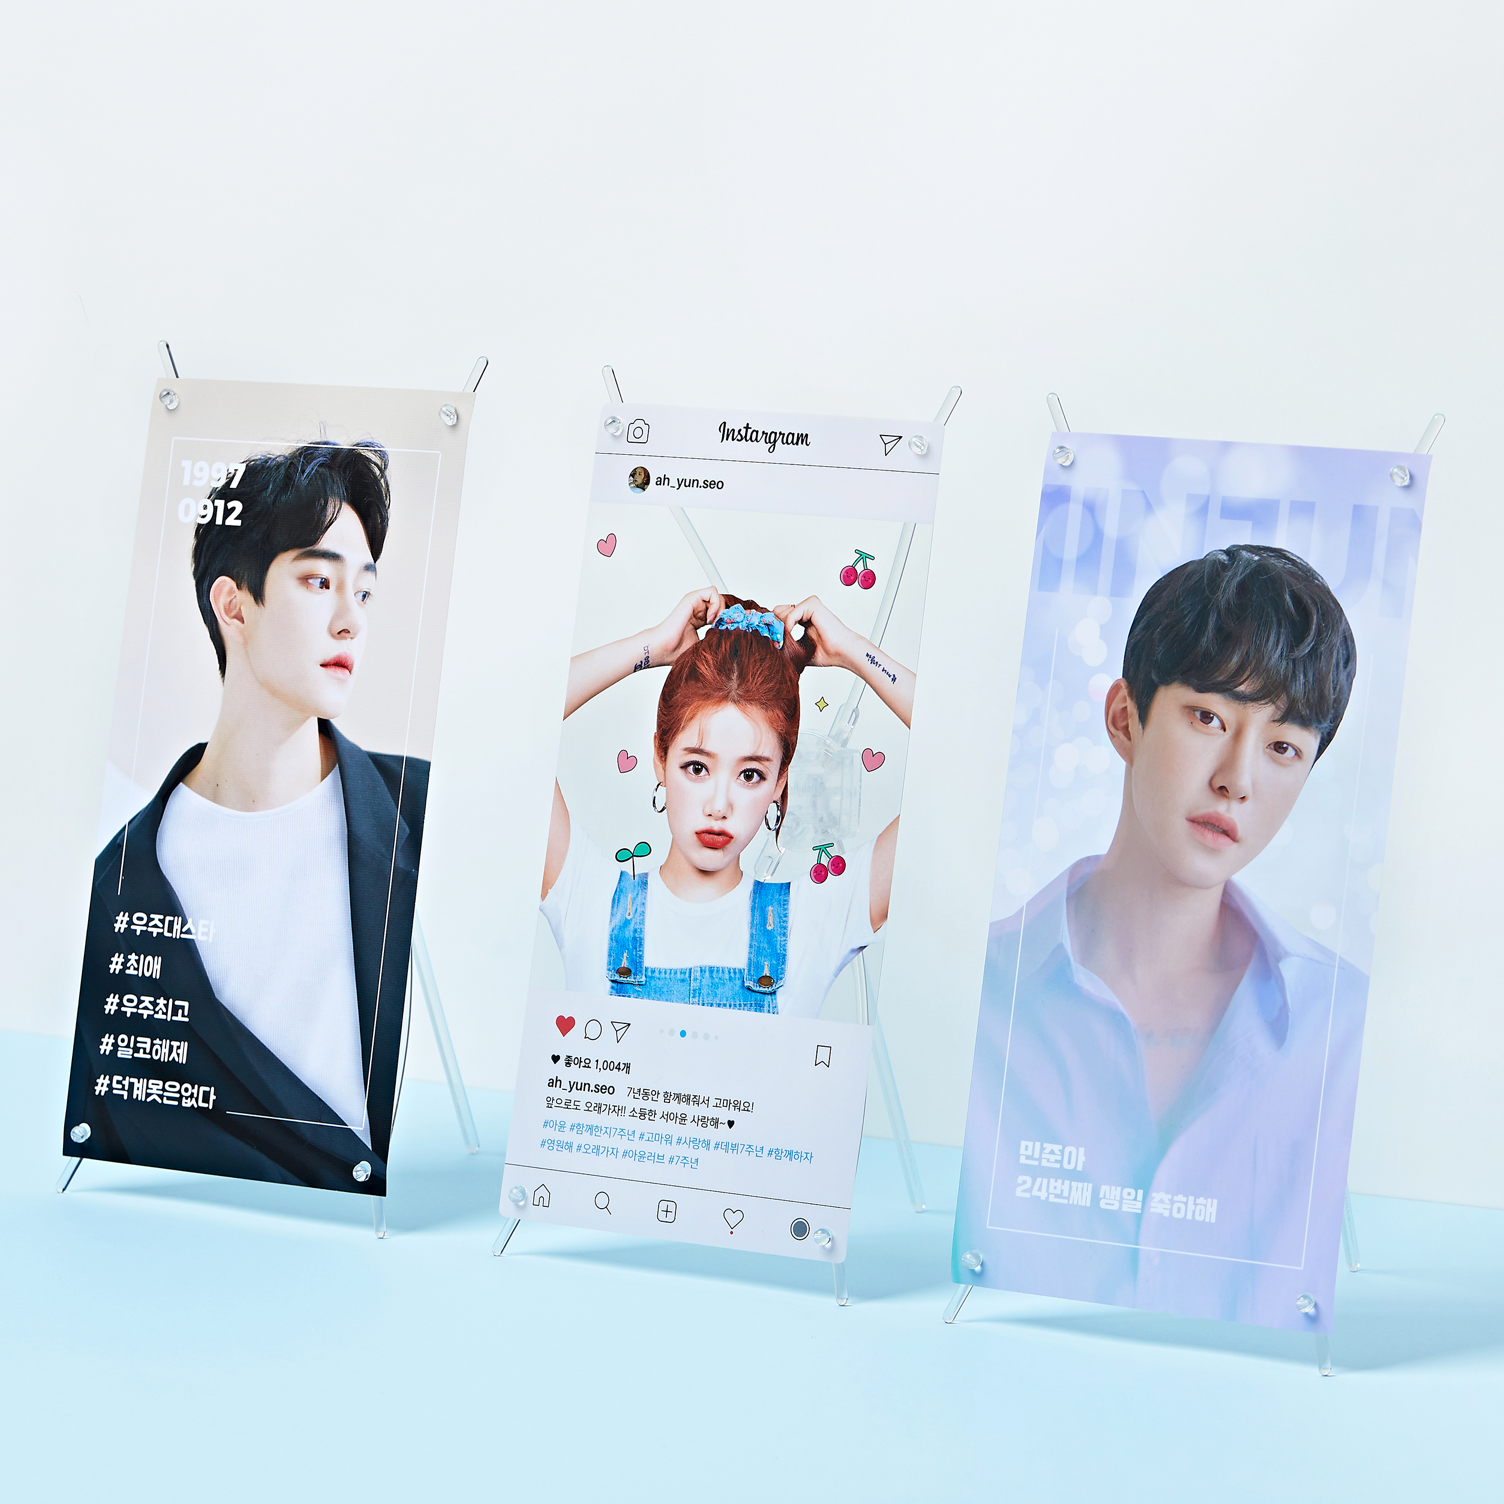 1997
0912
#우주대스타
#최애
#우주최고
#일코해제
#덕계못은없다
Instargram
ah_yun.seo
♥ 좋아요 1,004개
ah_yun.seo 7년동안 함께해줘서 고마워요!
앞으로도 오래가자!! 소듕한 서아윤 사랑해~♥
#아윤 #함께한지7주년 #고마워 #사랑해 #데뷔7주년 #함께하자
#영원해 #오래가자 #아윤러브 #7주년
MINJUN
민준아
24번째 생일 축하해